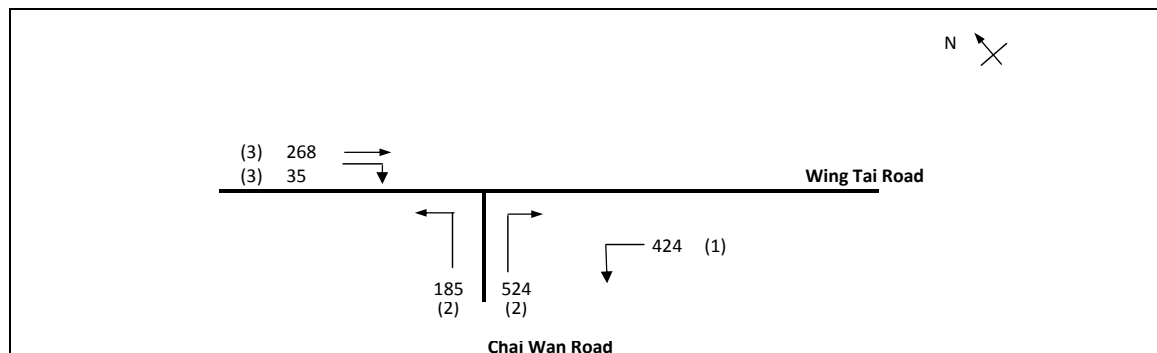 N
(3) 268
(3) 35
Wing Tai Road
424 (1)
185 524
(2) (2)
Chai Wan Road